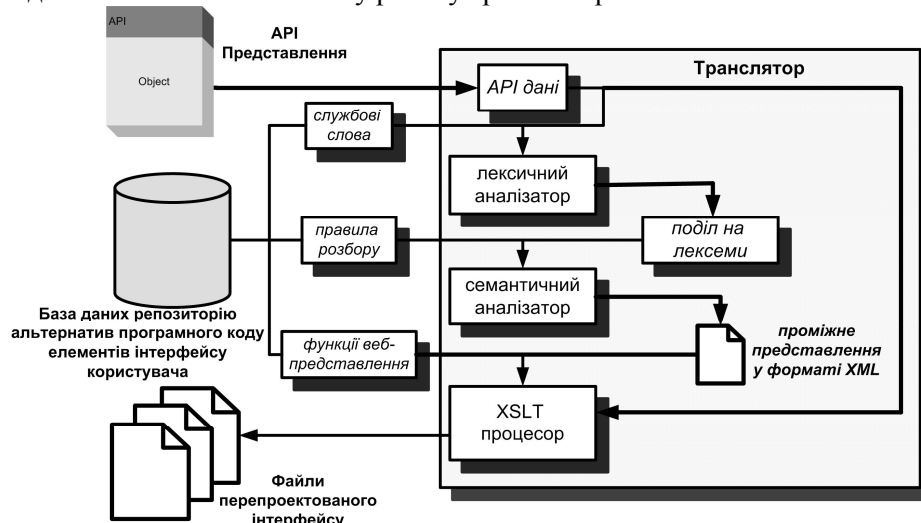 API
Object
API
Представлення
Транслятор
API дані
службові
слова
лексичний
аналізатор
правила
розбору
поділ на
лексеми
семантичний
аналізатор
База даних репозиторію
альтернатив програмного коду
елементів інтерфейсу
користувача
функції веб-
представлення
проміжне
представлення
у форматі XML
XSLT
процесор
Файли
перепроектованого
інтерфейсу